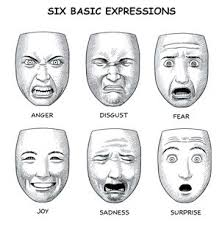 SIX BASIC EXPRESSIONS
ANGER DISGUST FEAR
JOY SADNESS SURPRISE